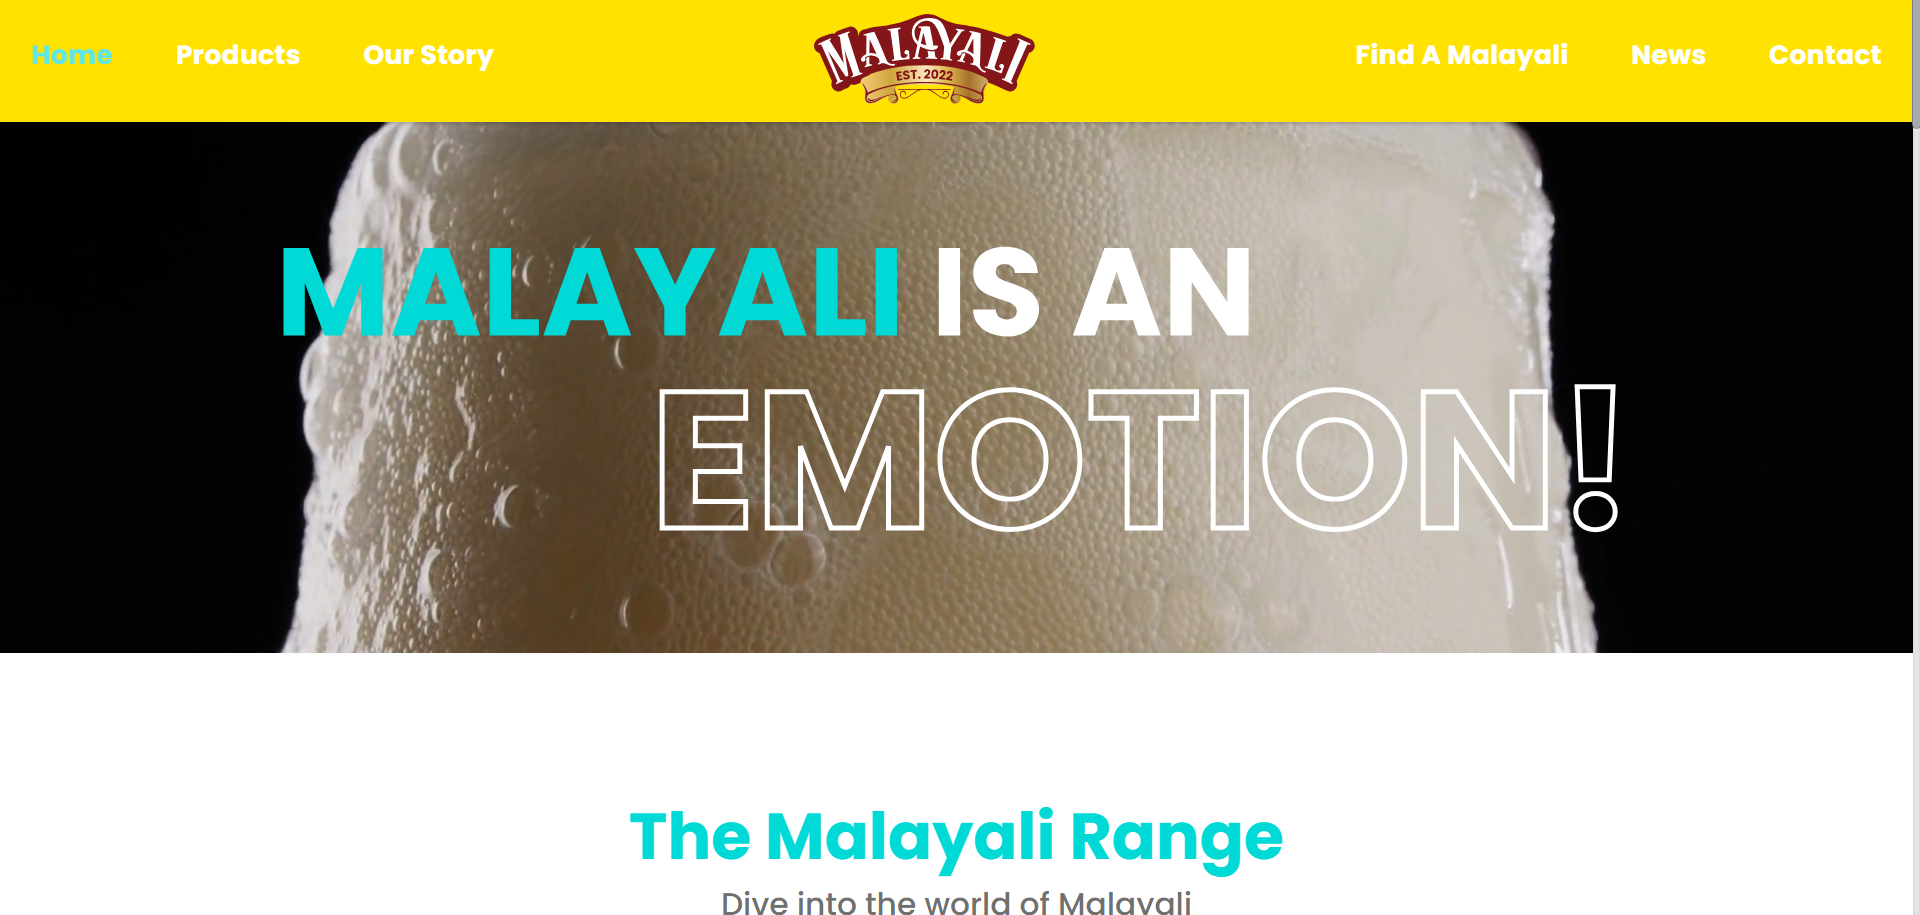 Home Products Our Story
MALAYALI
EST. 2022
Find A Malayali News Contact
MALAYALI IS AN
EMOTION!
The Malayali Range
Dive into the world of Malayali